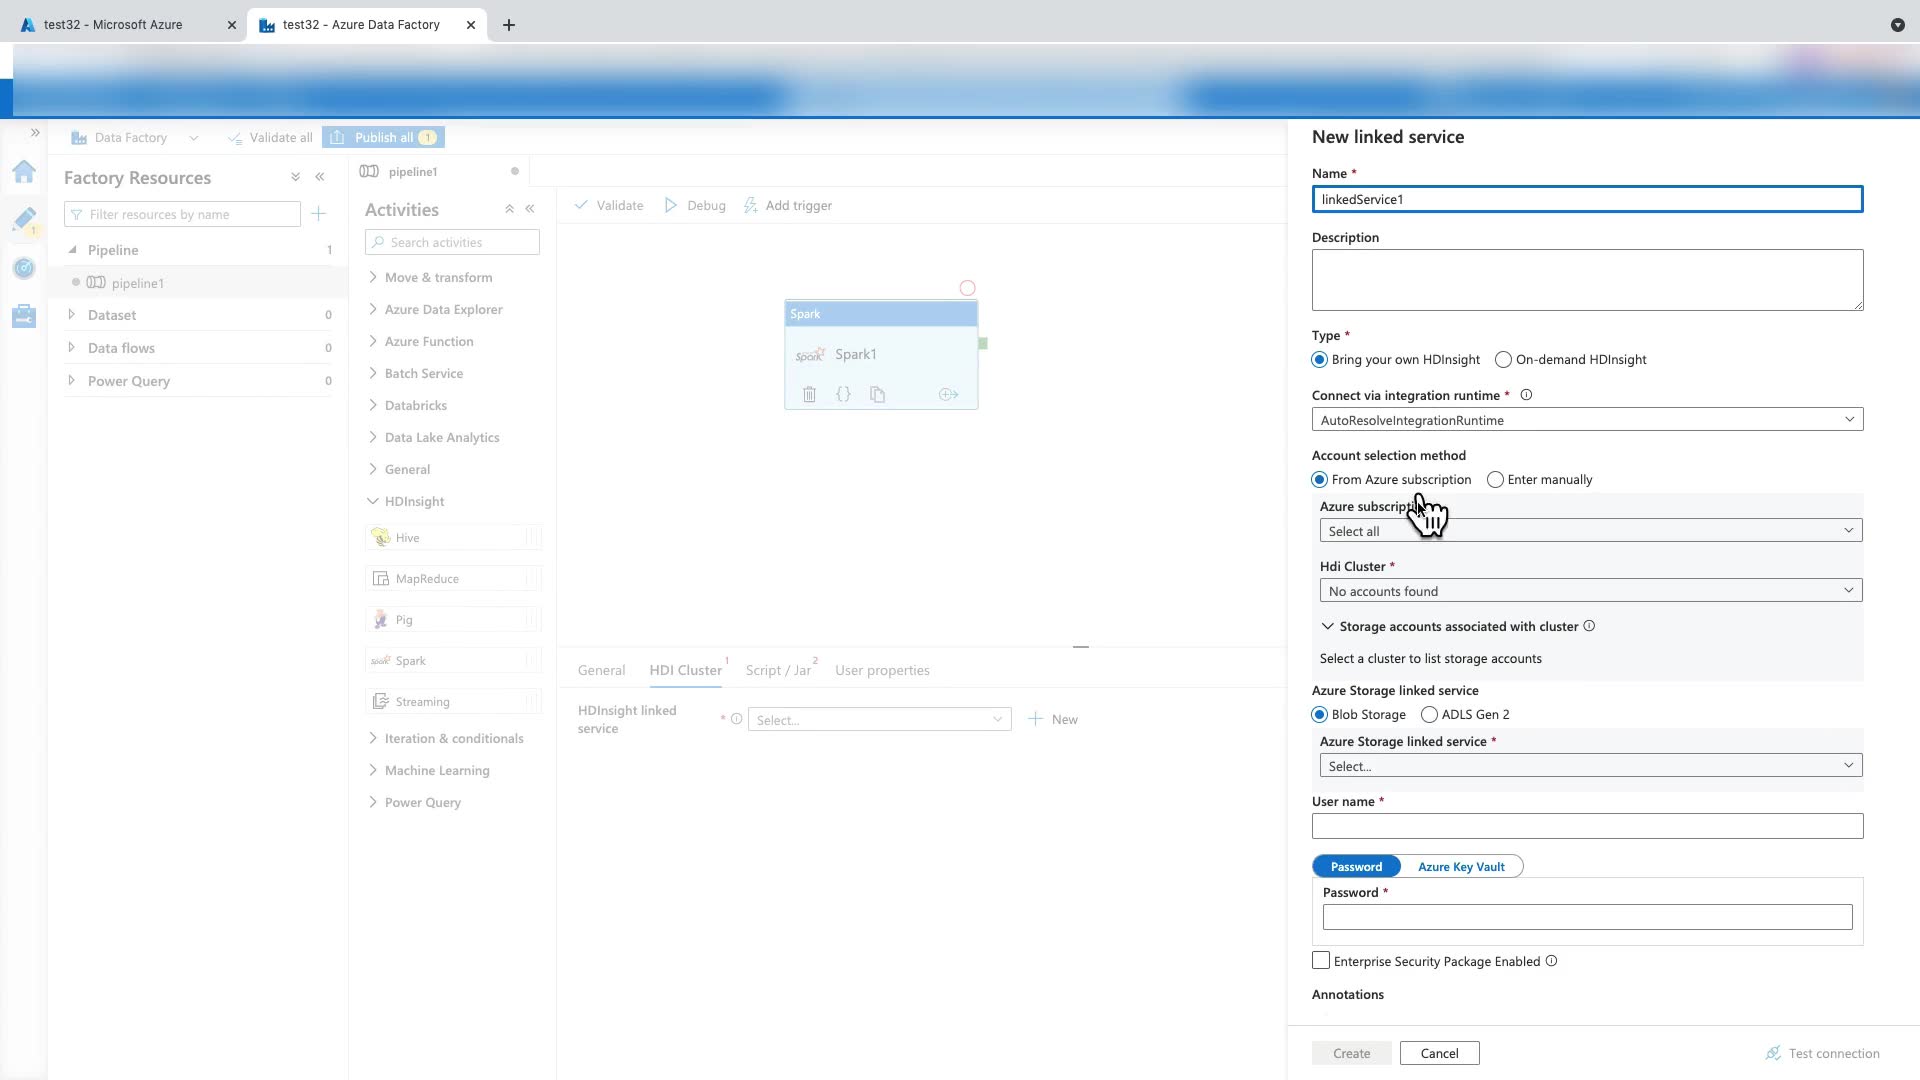 test32 - Microsoft Azure
test32 - Azure Data Factory
Data Factory
Validate all
Publish all 1
Factory Resources
Filter resources by name
Pipeline 1
pipeline1
Dataset 0
Data flows 0
Power Query 0
pipeline1
Activities
Search activities
Move & transform
Azure Data Explorer
Azure Function
Batch Service
Databricks
Data Lake Analytics
General
HDInsight
Hive
MapReduce
Pig
Spark
Streaming
Iteration & conditionals
Machine Learning
Power Query
Validate
Debug
Add trigger
Spark
Spark1
General
HDI Cluster 1
Script / Jar 2
User properties
HDInsight linked
service *
Select...
New
New linked service
Name *
linkedService1
Description
Type *
Bring your own HDInsight
On-demand HDInsight
Connect via integration runtime *
AutoResolveIntegrationRuntime
Account selection method
From Azure subscription
Enter manually
Azure subscripti
Select all
Hdi Cluster *
No accounts found
Storage accounts associated with cluster
Select a cluster to list storage accounts
Azure Storage linked service
Blob Storage
ADLS Gen 2
Azure Storage linked service *
Select...
User name *
Password
Azure Key Vault
Password *
Enterprise Security Package Enabled
Annotations
Create
Cancel
Test connection